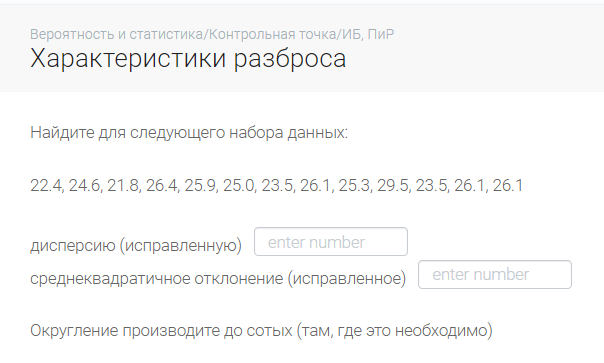 Вероятность и статистика/Контрольная точка/ИБ, ПиР
Характеристики разброса
Найдите для следующего набора данных:
22.4, 24.6, 21.8, 26.4, 25.9, 25.0, 23.5, 26.1, 25.3, 29.5, 23.5, 26.1, 26.1
дисперсию (исправленную) enter number
среднеквадратичное отклонение (исправленное) enter number
Округление производите до сотых (там, где это необходимо)